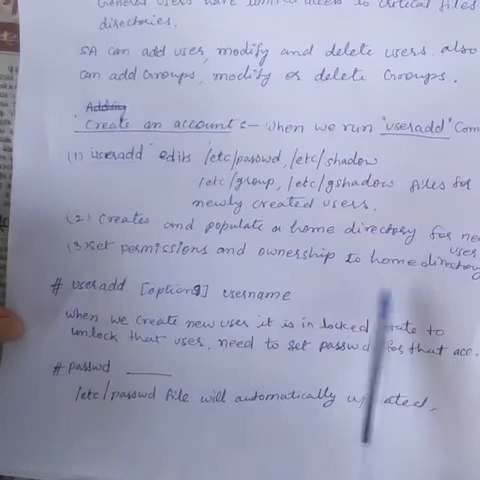 General users have limited access to critical files
directories.
SA can add user, modify and delete users. also
can add Groups, modify or delete Groups.
Adding
Create an account :- when we run "useradd" Com
(1) useradd edits /etc/passwd, /etc/shadow
/etc/group, /etc/gshadow files for
newly created users.
(2) Creates and populate a home directory for ne
(3) set permissions and ownership to home directory
user
# useradd [options] username
when we create new user it is in locked state to
unlock that user. need to set passwd for that acc.
# passwd ____
/etc/passwd file will automatically updated.